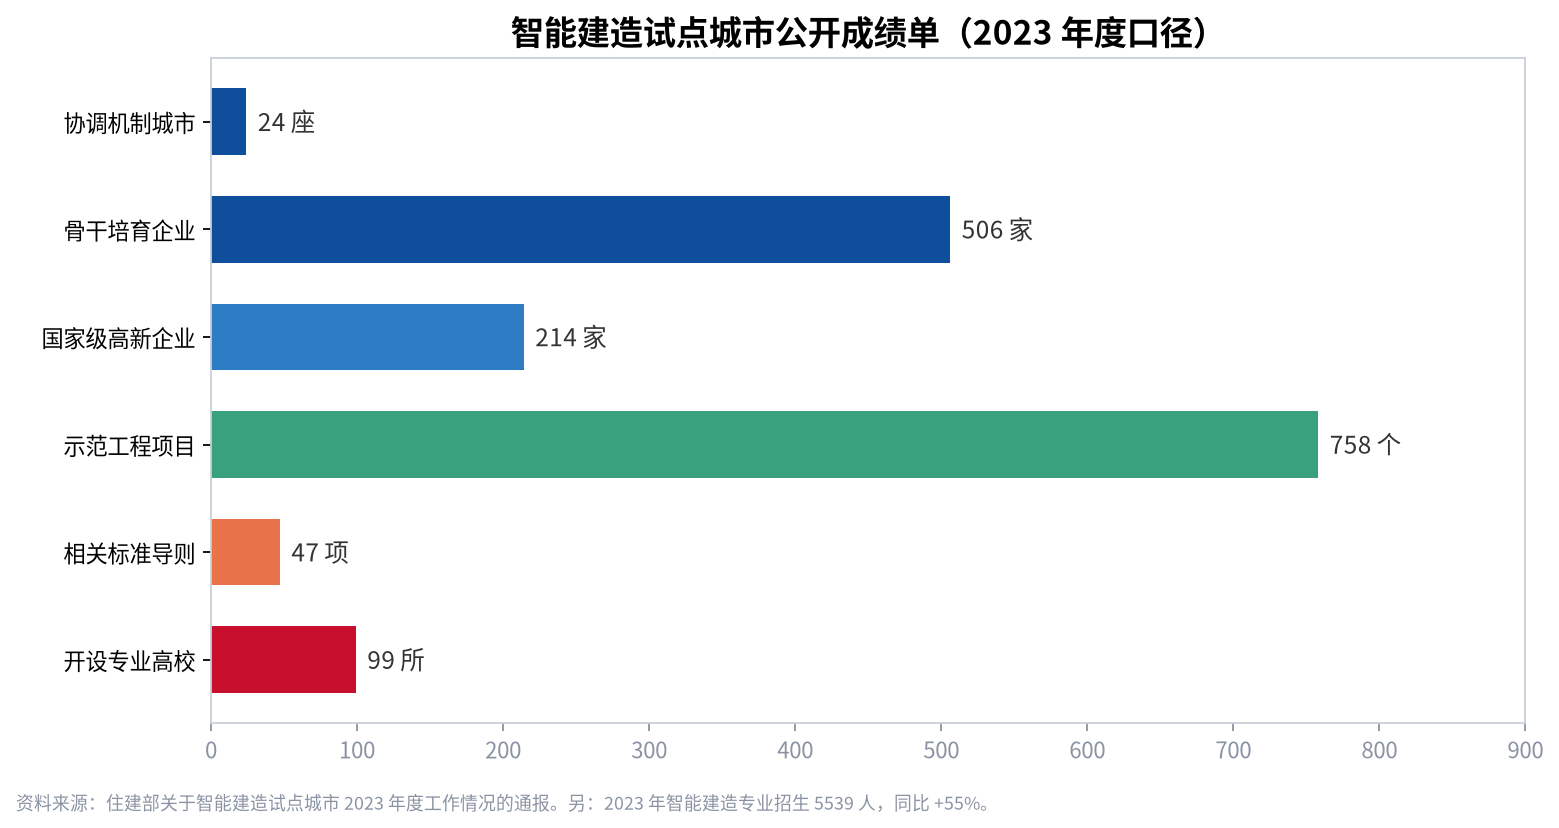 智能建造试点城市公开成绩单（2023 年度口径）
协调机制城市
24 座
骨干培育企业
506 家
国家级高新企业
214 家
示范工程项目
758 个
相关标准导则
47 项
开设专业高校
99 所
0 100 200 300 400 500 600 700 800 900
资料来源：住建部关于智能建造试点城市 2023 年度工作情况的通报。另：2023 年智能建造专业招生 5539 人，同比 +55%。